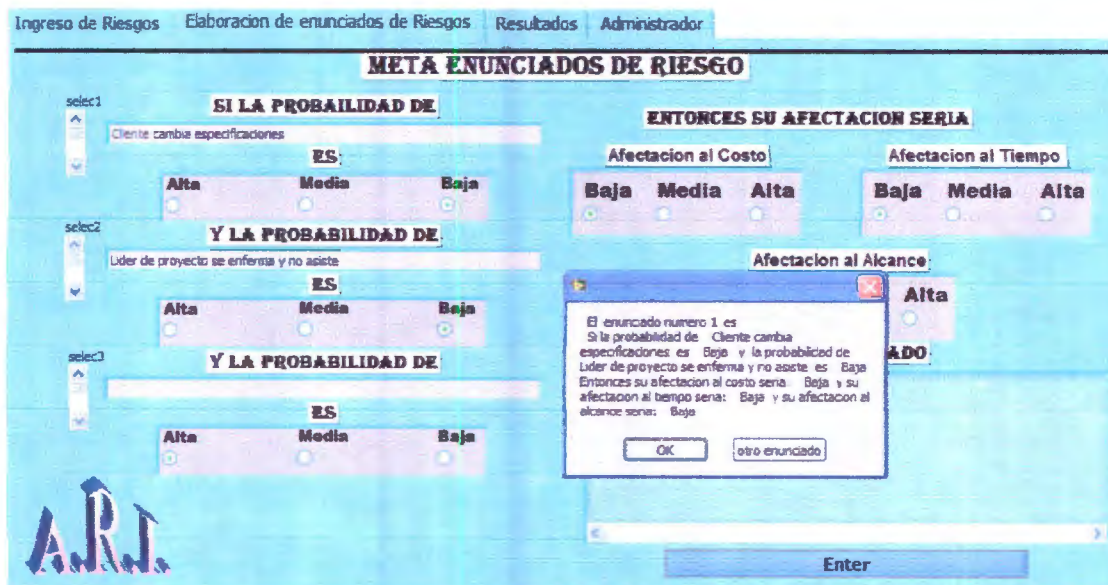 Ingreso de Riesgos Elaboracion de enunciados de Riesgos Resultados Administrador
META ENUNCIADOS DE RIESGO
selec1
SI LA PROBAILIDAD DE
Cliente cambia especificaciones
ES:
Alta Media Baja
selec2
Y LA PROBABILIDAD DE
Lider de proyecto se enferma y no asiste
ES
Alta Media Baja
selec3
Y LA PROBABILIDAD DE
ES
Alta Media Baja
A.R.I.
ENTONCES SU AFECTACION SERIA
Afectacion al Costo Afectacion al Tiempo
Baja Media Alta Baja Media Alta
Afectacion al Alcance
Alta
ADO
El enunciado numero 1 es
Si la probabilidad de Cliente cambia
especificaciones es Baja y la probabilidad de
Lider de proyecto se enferma y no asiste es Baja
Entonces su afectacion al costo seria: Baja y su
afectacion al tiempo seria: Baja y su afectacion al
alcance seria: Baja
OK otro enunciado
Enter